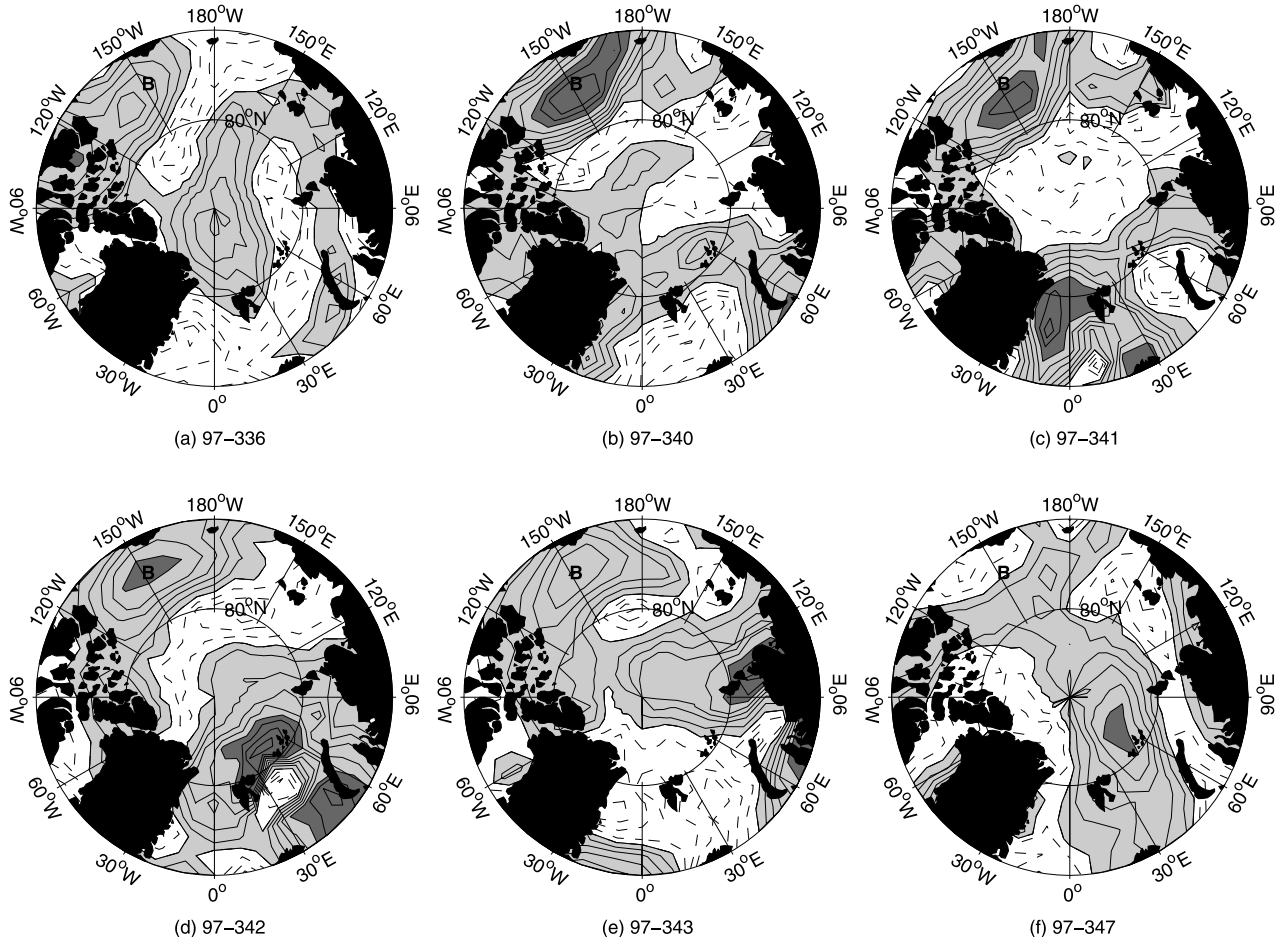 180°W
150°W
150°E
B
120°W
80°N
120°E
90°W
90°E
60°W
60°E
30°W
30°E
0°
(a) 97–336
180°W
150°W
150°E
B
120°W
80°N
120°E
90°W
90°E
60°W
60°E
30°W
30°E
0°
(b) 97–340
180°W
150°W
150°E
B
120°W
80°N
120°E
90°W
90°E
60°W
60°E
30°W
30°E
0°
(c) 97–341
180°W
150°W
150°E
B
120°W
80°N
120°E
90°W
90°E
60°W
60°E
30°W
30°E
0°
(d) 97–342
180°W
150°W
150°E
B
120°W
80°N
120°E
90°W
90°E
60°W
60°E
30°W
30°E
0°
(e) 97–343
180°W
150°W
150°E
B
120°W
80°N
120°E
90°W
90°E
60°W
60°E
30°W
30°E
0°
(f) 97–347